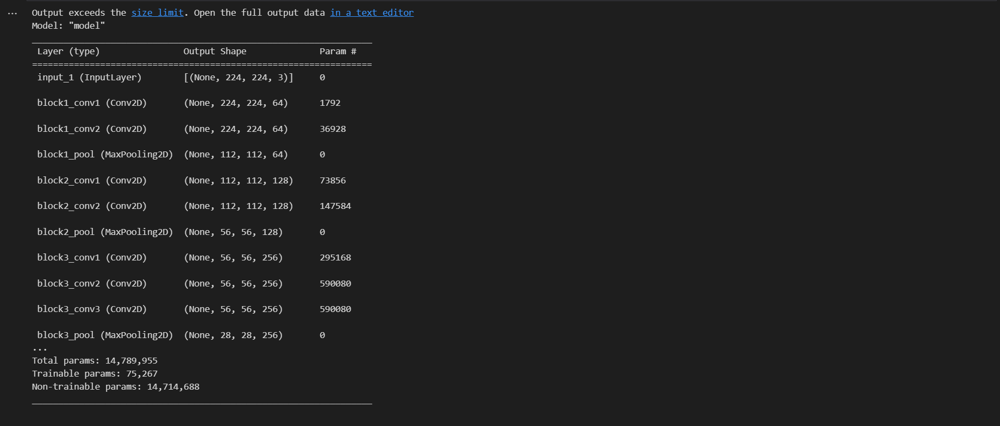 ... Output exceeds the size limit. Open the full output data in a text editor
Model: "model"
_________________________________________________________________
Layer (type) Output Shape Param #
=================================================================
input_1 (InputLayer) [(None, 224, 224, 3)] 0
block1_conv1 (Conv2D) (None, 224, 224, 64) 1792
block1_conv2 (Conv2D) (None, 224, 224, 64) 36928
block1_pool (MaxPooling2D) (None, 112, 112, 64) 0
block2_conv1 (Conv2D) (None, 112, 112, 128) 73856
block2_conv2 (Conv2D) (None, 112, 112, 128) 147584
block2_pool (MaxPooling2D) (None, 56, 56, 128) 0
block3_conv1 (Conv2D) (None, 56, 56, 256) 295168
block3_conv2 (Conv2D) (None, 56, 56, 256) 590080
block3_conv3 (Conv2D) (None, 56, 56, 256) 590080
block3_pool (MaxPooling2D) (None, 28, 28, 256) 0
...
Total params: 14,789,955
Trainable params: 75,267
Non-trainable params: 14,714,688
_________________________________________________________________